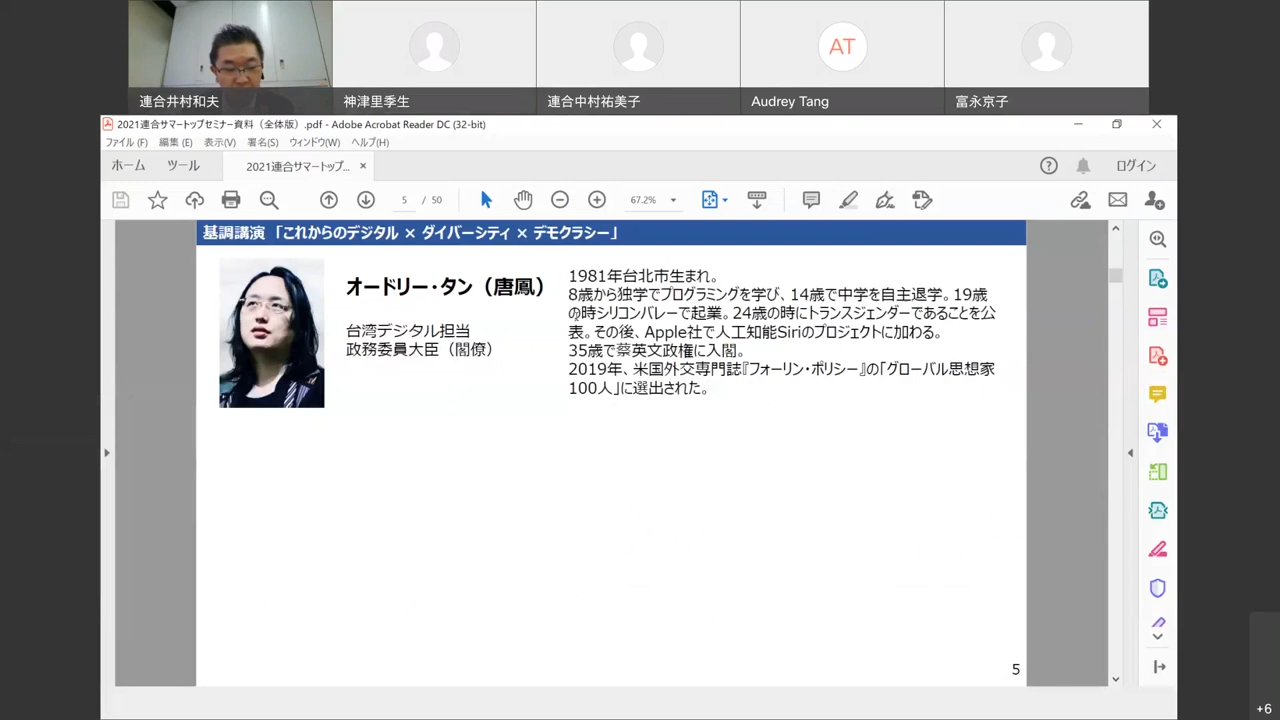 連合井村和夫
神津里季生
連合中村祐美子
AT
Audrey Tang
富永京子
2021連合サマートップセミナー資料（全体版）.pdf - Adobe Acrobat Reader DC (32-bit)
ファイル(F) 編集(E) 表示(V) 署名(S) ウィンドウ(W) ヘルプ(H)
ホーム ツール 2021連合サマートップ... × ログイン
5 / 50 67.2%
基調講演「これからのデジタル × ダイバーシティ × デモクラシー」
オードリー・タン（唐鳳）
台湾デジタル担当
政務委員大臣（閣僚）
1981年台北市生まれ。
8歳から独学でプログラミングを学び、14歳で中学を自主退学。19歳
の時シリコンバレーで起業。24歳の時にトランスジェンダーであることを公
表。その後、Apple社で人工知能Siriのプロジェクトに加わる。
35歳で蔡英文政権に入閣。
2019年、米国外交専門誌『フォーリン・ポリシー』の「グローバル思想家
100人」に選出された。
5
+6